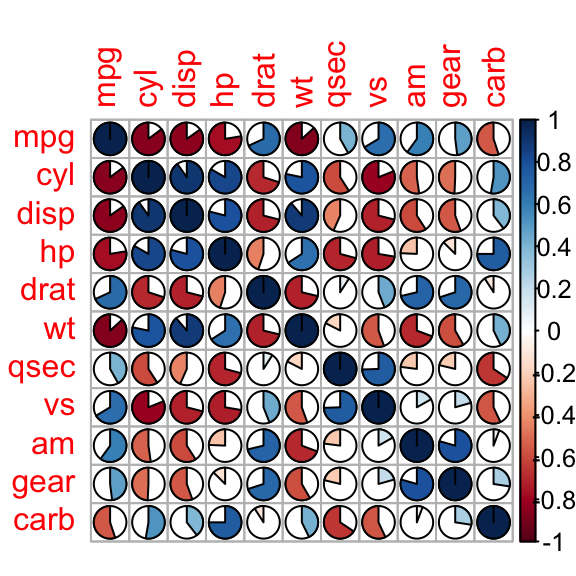 mpg cyl disp hp drat wt qsec vs am gear carb
mpg
cyl
disp
hp
drat
wt
qsec
vs
am
gear
carb
1
0.8
0.6
0.4
0.2
0
-0.2
-0.4
-0.6
-0.8
-1